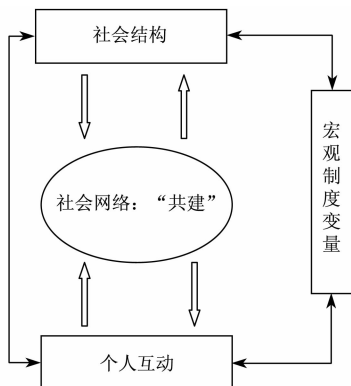 社会结构
社会网络：“共建”
宏观制度变量
个人互动